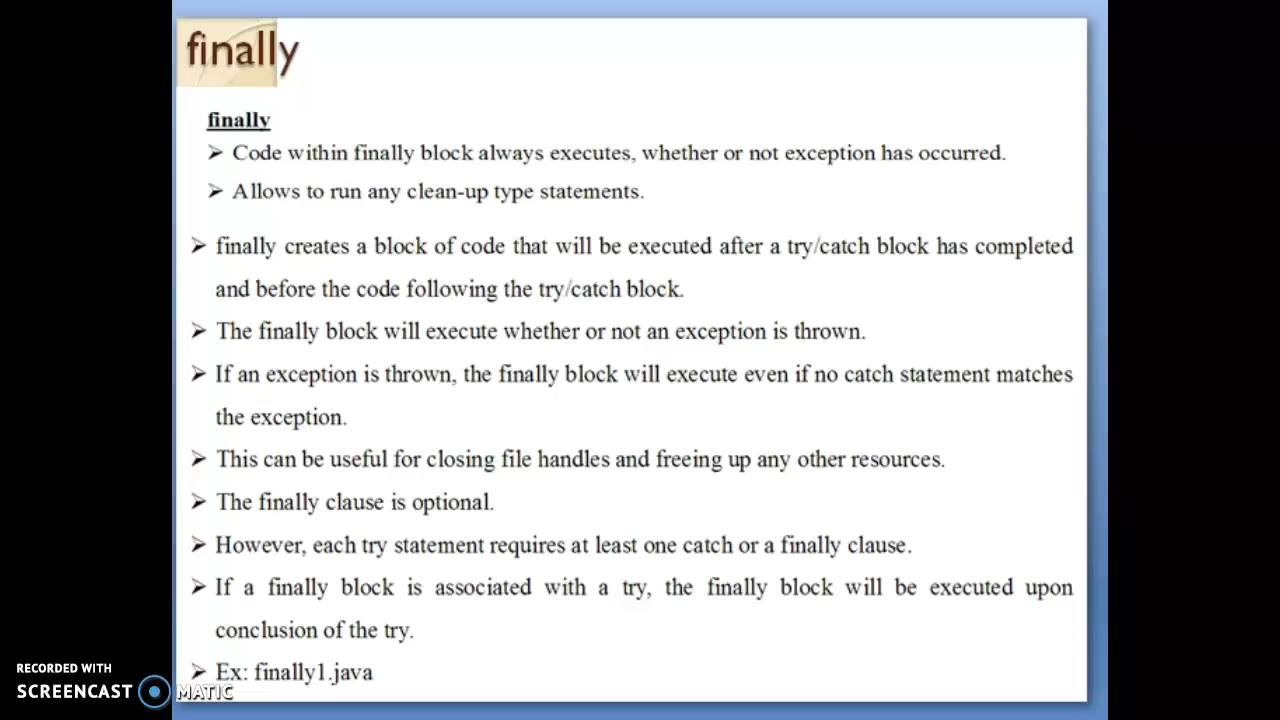 finally
finally
➢ Code within finally block always executes, whether or not exception has occurred.
➢ Allows to run any clean-up type statements.
➢ finally creates a block of code that will be executed after a try/catch block has completed
and before the code following the try/catch block.
➢ The finally block will execute whether or not an exception is thrown.
➢ If an exception is thrown, the finally block will execute even if no catch statement matches
the exception.
➢ This can be useful for closing file handles and freeing up any other resources.
➢ The finally clause is optional.
➢ However, each try statement requires at least one catch or a finally clause.
➢ If a finally block is associated with a try, the finally block will be executed upon
conclusion of the try.
➢ Ex: finally1.java
RECORDED WITH
SCREENCAST MATIC